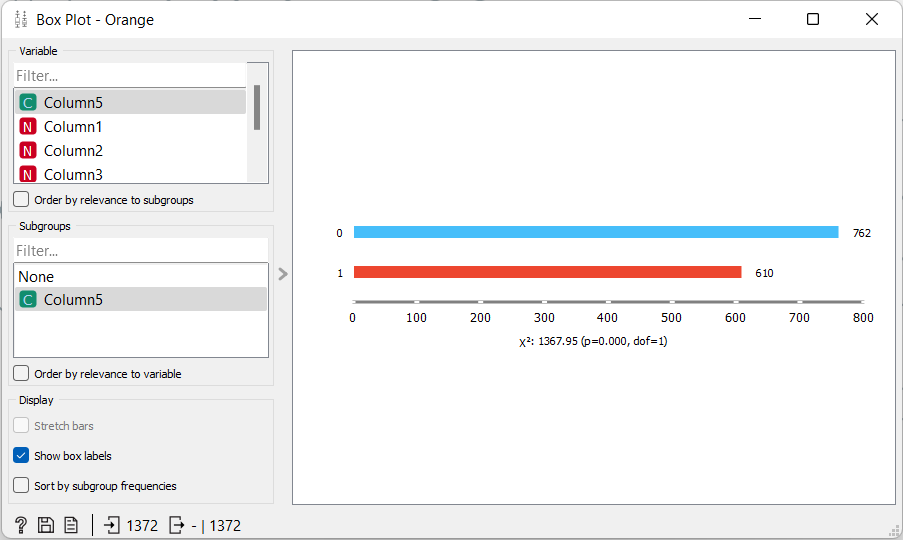 Box Plot - Orange
Variable
Filter...
C Column5
N Column1
N Column2
N Column3
Order by relevance to subgroups
Subgroups
Filter...
None
C Column5
Order by relevance to variable
Display
Stretch bars
Show box labels
Sort by subgroup frequencies
? 1372 - | 1372
0 762
1 610
0 100 200 300 400 500 600 700 800
χ²: 1367.95 (p=0.000, dof=1)